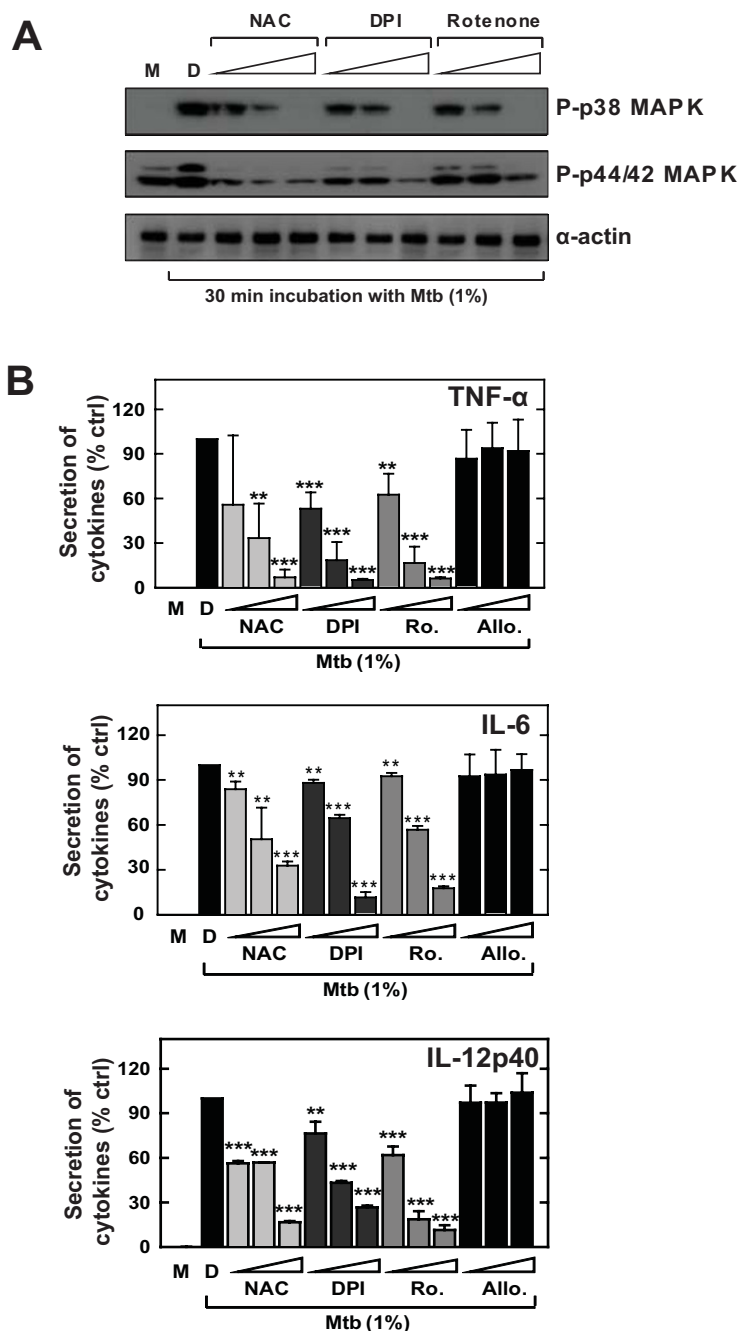 A
NAC DPI Rotenone
M D
P-p38 MAPK
P-p44/42 MAPK
α-actin
30 min incubation with Mtb (1%)
B
TNF-α
Secretion of
cytokines (% ctrl)
120
90
60
30
0
** *** *** *** *** ** *** ***
M D
NAC DPI Ro. Allo.
Mtb (1%)
IL-6
Secretion of
cytokines (% ctrl)
120
90
60
30
0
** ** *** ** *** *** ** *** ***
M D
NAC DPI Ro. Allo.
Mtb (1%)
IL-12p40
Secretion of
cytokines (% ctrl)
120
90
60
30
0
*** *** *** ** *** *** *** *** ***
M D
NAC DPI Ro. Allo.
Mtb (1%)